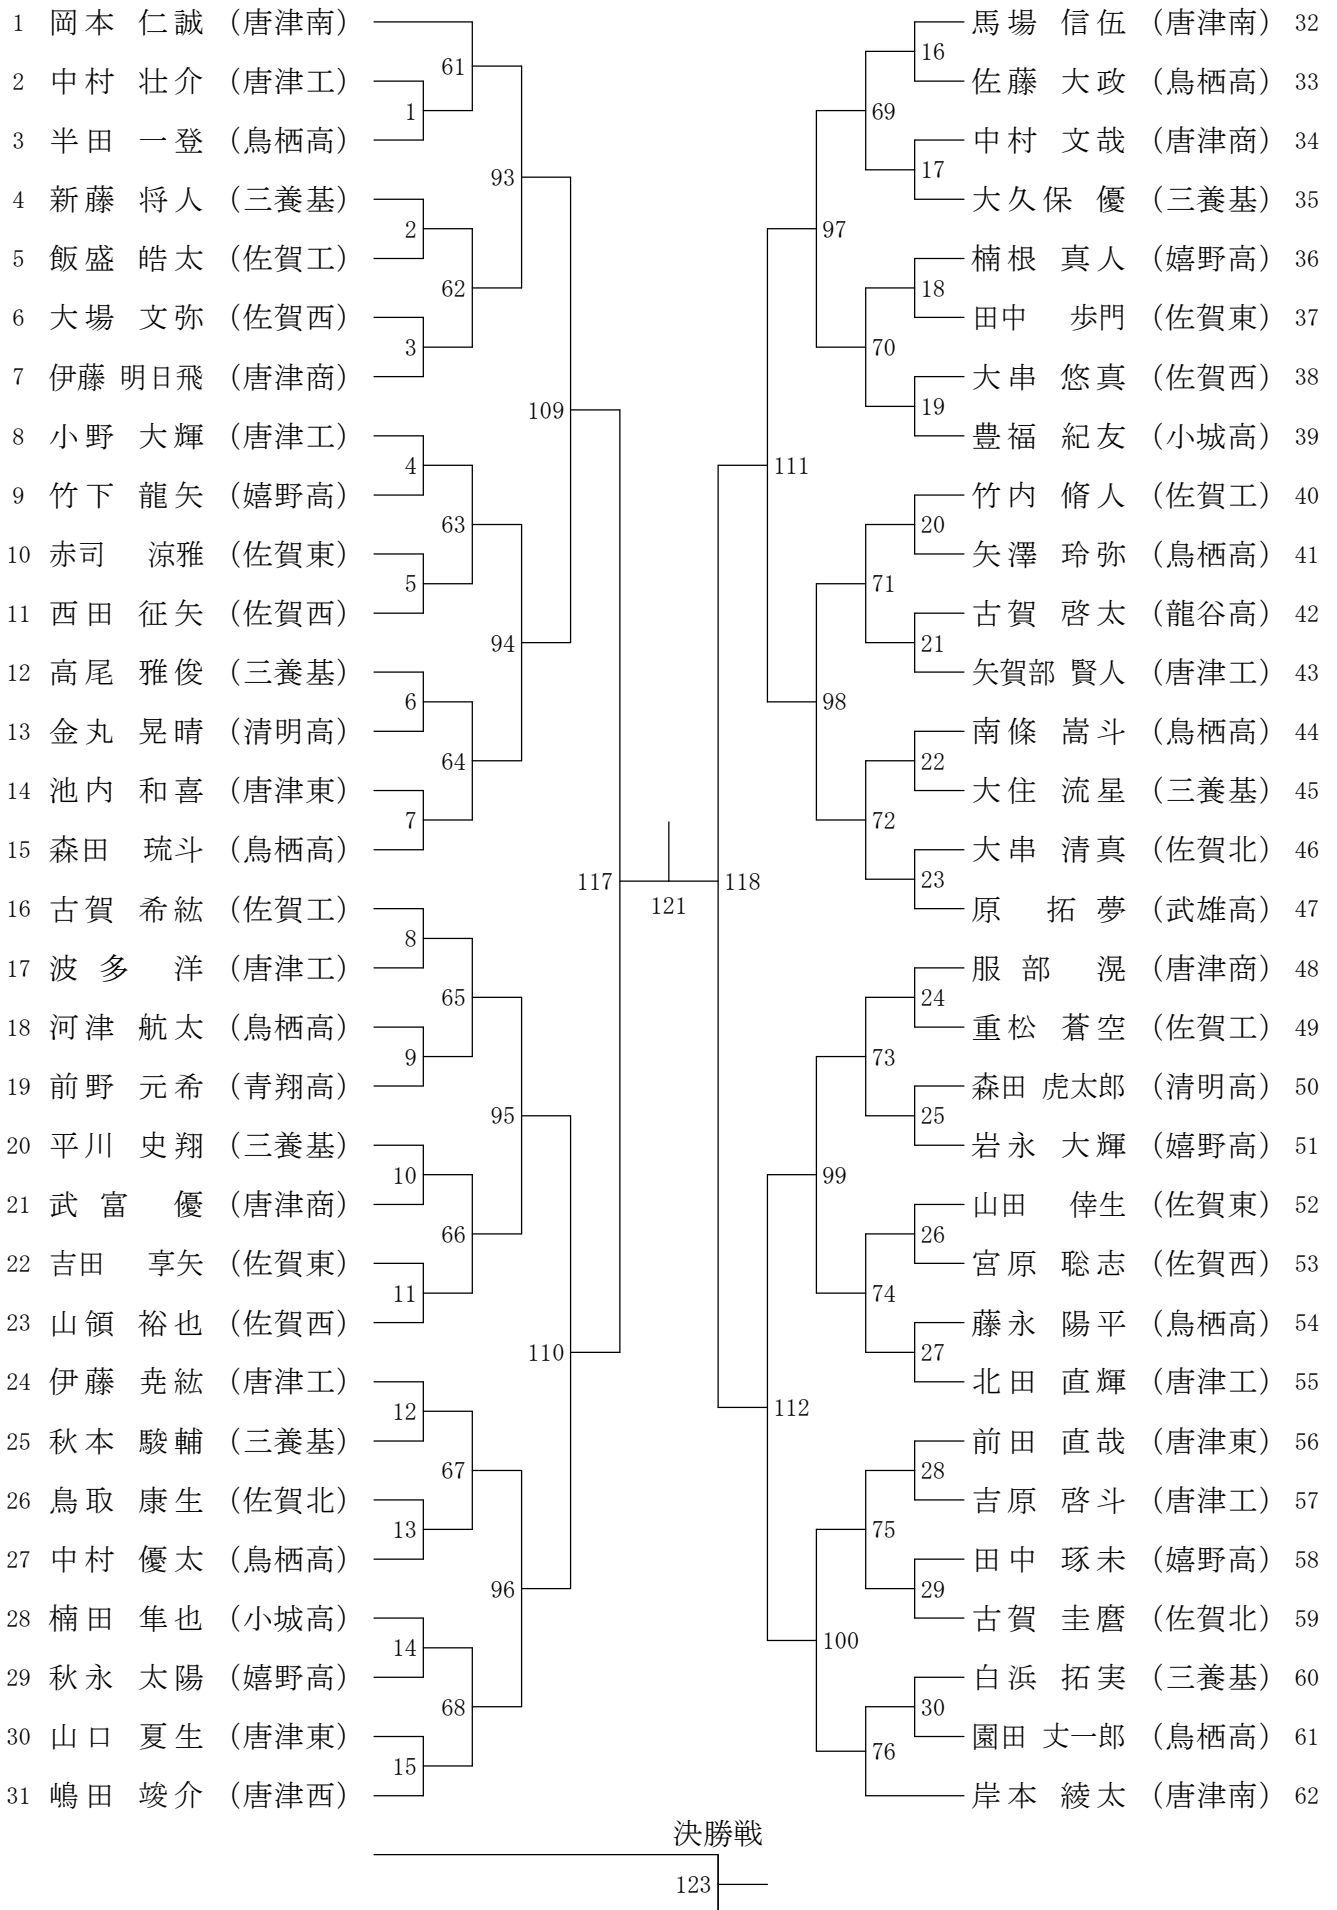 1 岡本 仁誠 (唐津南)
2 中村 壮介 (唐津工)
3 半田 一登 (鳥栖高)
4 新藤 将人 (三養基)
5 飯盛 皓太 (佐賀工)
6 大場 文弥 (佐賀西)
7 伊藤 明日飛 (唐津商)
8 小野 大輝 (唐津工)
9 竹下 龍矢 (嬉野高)
10 赤司 涼雅 (佐賀東)
11 西田 征矢 (佐賀西)
12 高尾 雅俊 (三養基)
13 金丸 晃晴 (清明高)
14 池内 和喜 (唐津東)
15 森田 琉斗 (鳥栖高)
16 古賀 希紘 (佐賀工)
17 波多 洋 (唐津工)
18 河津 航太 (鳥栖高)
19 前野 元希 (青翔高)
20 平川 史翔 (三養基)
21 武富 優 (唐津商)
22 吉田 享矢 (佐賀東)
23 山領 裕也 (佐賀西)
24 伊藤 尭紘 (唐津工)
25 秋本 駿輔 (三養基)
26 鳥取 康生 (佐賀北)
27 中村 優太 (鳥栖高)
28 楠田 隼也 (小城高)
29 秋永 太陽 (嬉野高)
30 山口 夏生 (唐津東)
31 嶋田 竣介 (唐津西)
1
2
3
4
5
6
7
8
9
10
11
12
13
14
15
61
62
63
64
65
66
67
68
93
94
95
96
109
110
117
121
118
111
112
97
98
99
100
69
70
71
72
73
74
75
76
16
17
18
19
20
21
22
23
24
25
26
27
28
29
30
馬場 信伍 (唐津南) 32
佐藤 大政 (鳥栖高) 33
中村 文哉 (唐津商) 34
大久保 優 (三養基) 35
楠根 真人 (嬉野高) 36
田中 歩門 (佐賀東) 37
大串 悠真 (佐賀西) 38
豊福 紀友 (小城高) 39
竹内 脩人 (佐賀工) 40
矢澤 玲弥 (鳥栖高) 41
古賀 啓太 (龍谷高) 42
矢賀部 賢人 (唐津工) 43
南條 嵩斗 (鳥栖高) 44
大住 流星 (三養基) 45
大串 清真 (佐賀北) 46
原 拓夢 (武雄高) 47
服部 滉 (唐津商) 48
重松 蒼空 (佐賀工) 49
森田 虎太郎 (清明高) 50
岩永 大輝 (嬉野高) 51
山田 倖生 (佐賀東) 52
宮原 聡志 (佐賀西) 53
藤永 陽平 (鳥栖高) 54
北田 直輝 (唐津工) 55
前田 直哉 (唐津東) 56
吉原 啓斗 (唐津工) 57
田中 琢未 (嬉野高) 58
古賀 圭麿 (佐賀北) 59
白浜 拓実 (三養基) 60
園田 丈一郎 (鳥栖高) 61
岸本 綾太 (唐津南) 62
決勝戦
123